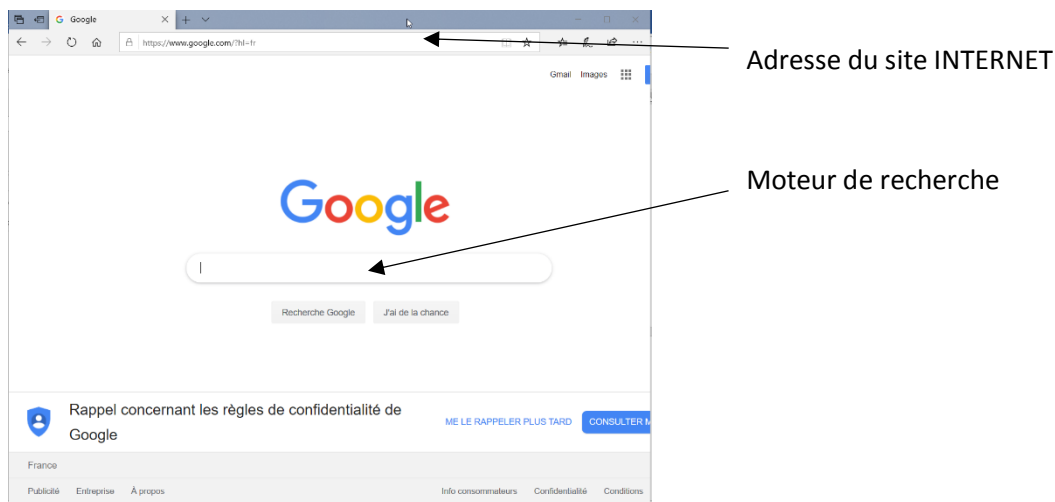 Google
https://www.google.com/?hl=fr
Adresse du site INTERNET
Gmail Images
Moteur de recherche
Google
Recherche Google J'ai de la chance
Rappel concernant les règles de confidentialité de
Google
ME LE RAPPELER PLUS TARD CONSULTER M
France
Publicité Entreprise À propos Info consommateurs Confidentialité Conditions